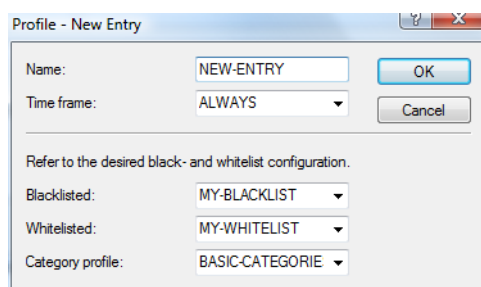 Profile - New Entry
? X
Name: NEW-ENTRY OK
Time frame: ALWAYS Cancel
Refer to the desired black- and whitelist configuration.
Blacklisted: MY-BLACKLIST
Whitelisted: MY-WHITELIST
Category profile: BASIC-CATEGORIE